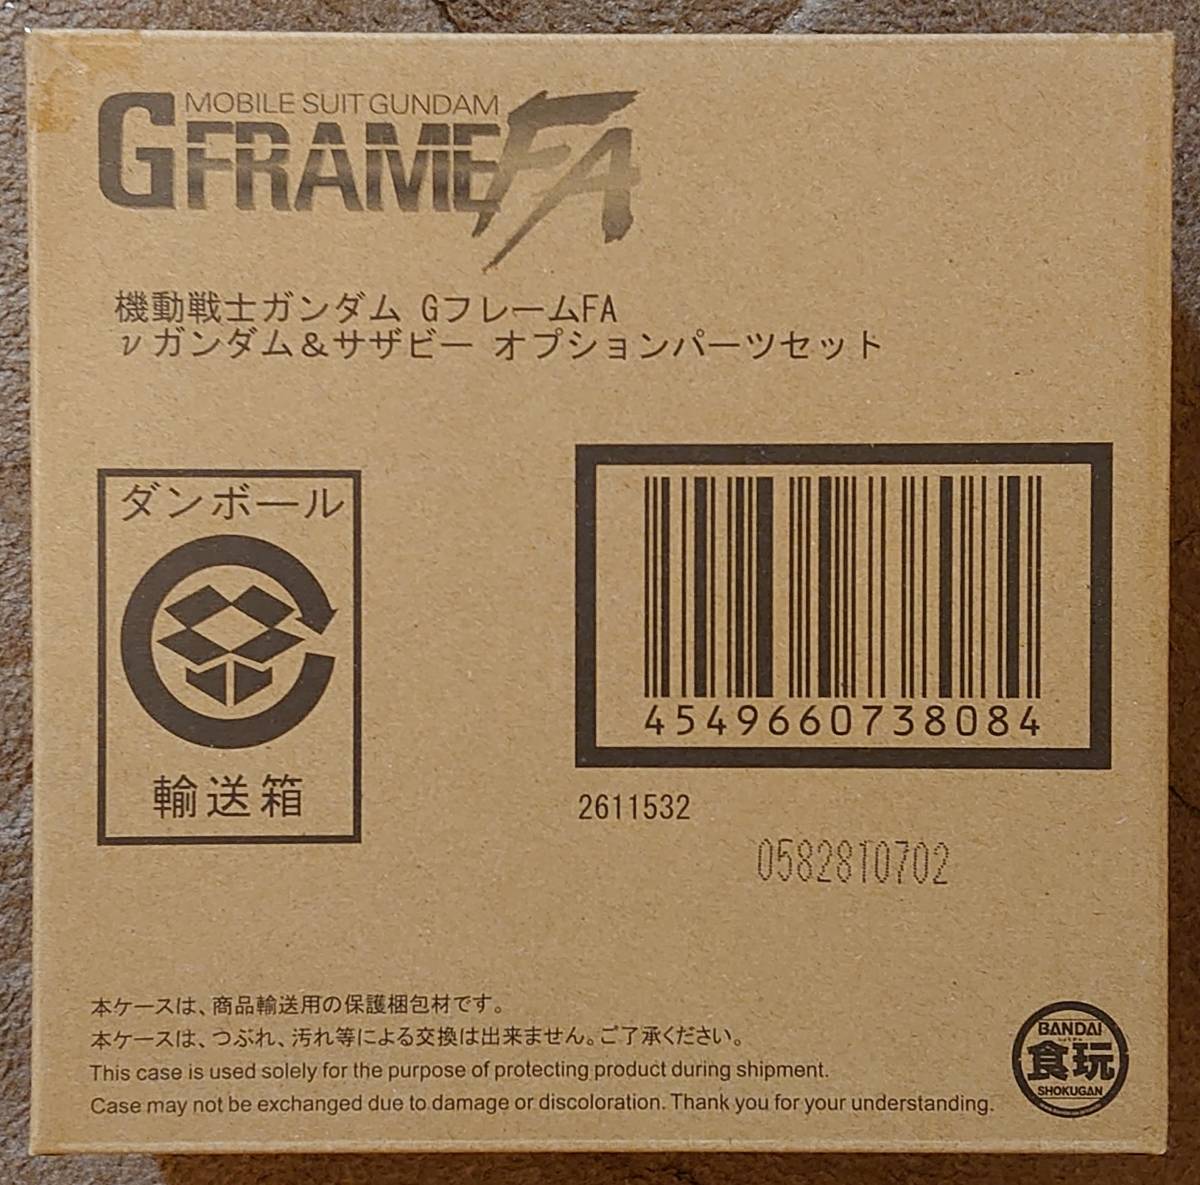 MOBILE SUIT GUNDAM
GFRAME FA
機動戦士ガンダム GフレームFA
νガンダム&サザビー オプションパーツセット
ダンボール
輸送箱
4549660738084
2611532
0582810702
本ケースは、商品輸送用の保護梱包材です。
本ケースは、つぶれ、汚れ等による交換は出来ません。ご了承ください。
This case is used solely for the purpose of protecting product during shipment.
Case may not be exchanged due to damage or discoloration. Thank you for your understanding.
BANDAI
食玩
SHOKUGAN